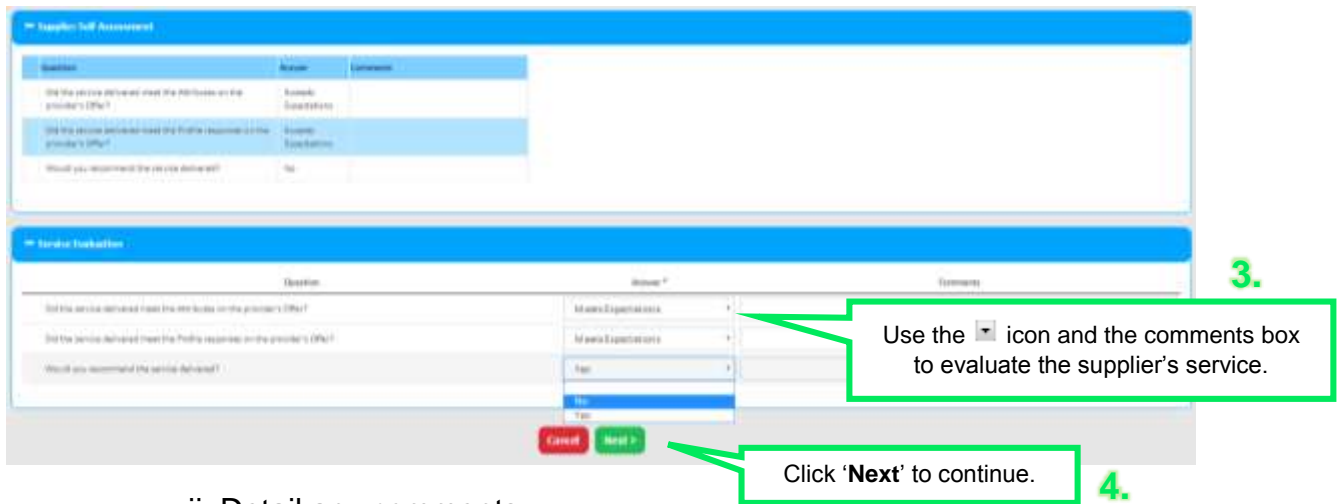 Supplier Self Assessment
Question Answer Comments
Did the service delivered meet the Attributes on the
provider's Offer?
Exceeds
Expectations
Did the service delivered meet the Profile responses on the
provider's Offer?
Exceeds
Expectations
Would you recommend the service delivered? No
Service Evaluation
Question Answer * Comments
3.
Did the service delivered meet the Attributes on the provider's Offer? Meets Expectations
Use the icon and the comments box
to evaluate the supplier’s service.
Did the service delivered meet the Profile responses on the provider's Offer? Meets Expectations
Would you recommend the service delivered? Yes
No
Yes
Cancel Next >
Click ‘Next’ to continue.
4.